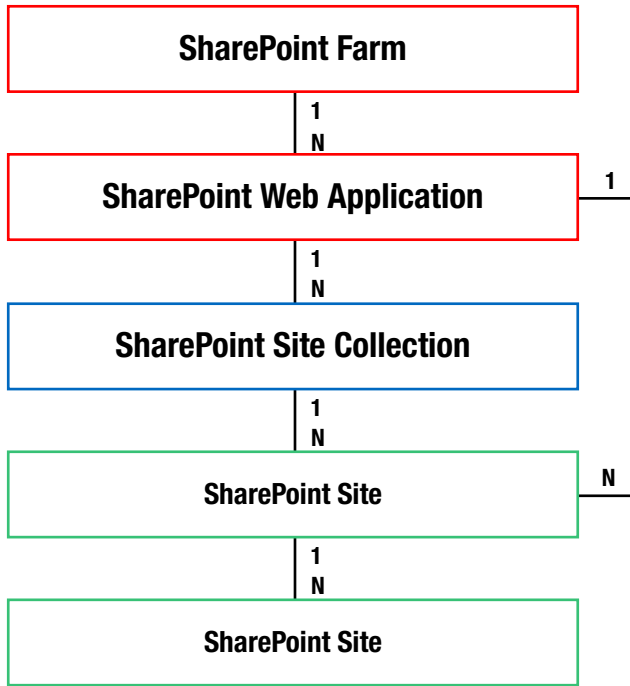 SharePoint Farm
1
N
SharePoint Web Application
1
1
N
SharePoint Site Collection
1
N
SharePoint Site
N
1
N
SharePoint Site